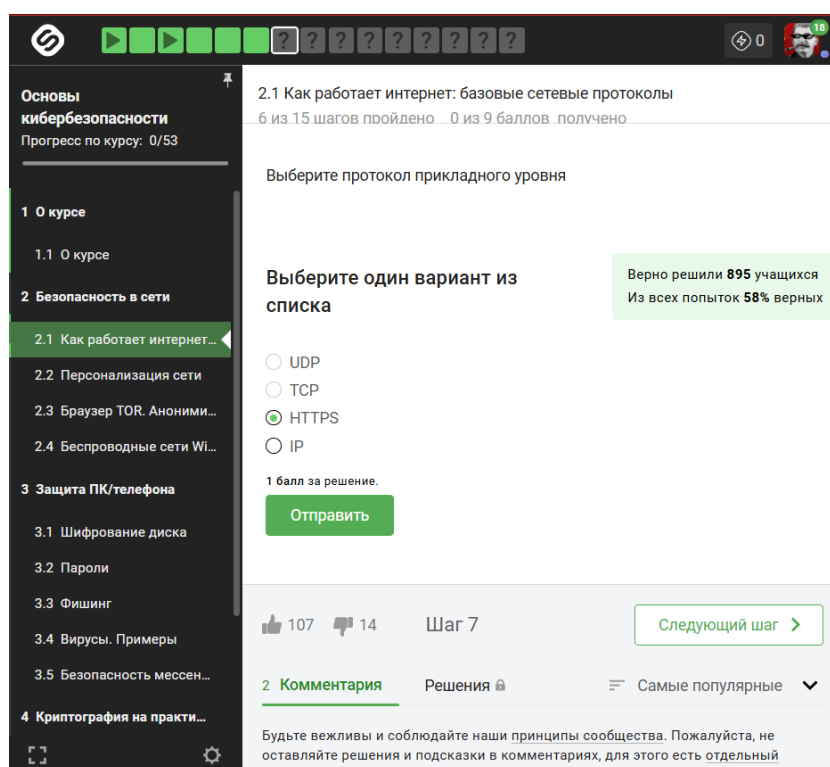 ? ? ? ? ? ? ? ? ?
0
18
Основы
кибербезопасности
Прогресс по курсу: 0/53
1 О курсе
1.1 О курсе
2 Безопасность в сети
2.1 Как работает интернет...
2.2 Персонализация сети
2.3 Браузер TOR. Аноними...
2.4 Беспроводные сети Wi...
3 Защита ПК/телефона
3.1 Шифрование диска
3.2 Пароли
3.3 Фишинг
3.4 Вирусы. Примеры
3.5 Безопасность мессен...
4 Криптография на практи...
2.1 Как работает интернет: базовые сетевые протоколы
6 из 15 шагов пройдено 0 из 9 баллов получено
Выберите протокол прикладного уровня
Выберите один вариант из
списка
Верно решили 895 учащихся
Из всех попыток 58% верных
UDP
TCP
HTTPS
IP
1 балл за решение.
Отправить
107 14 Шаг 7 Следующий шаг
2 Комментария Решения Самые популярные
Будьте вежливы и соблюдайте наши принципы сообщества. Пожалуйста, не
оставляйте решения и подсказки в комментариях, для этого есть отдельный